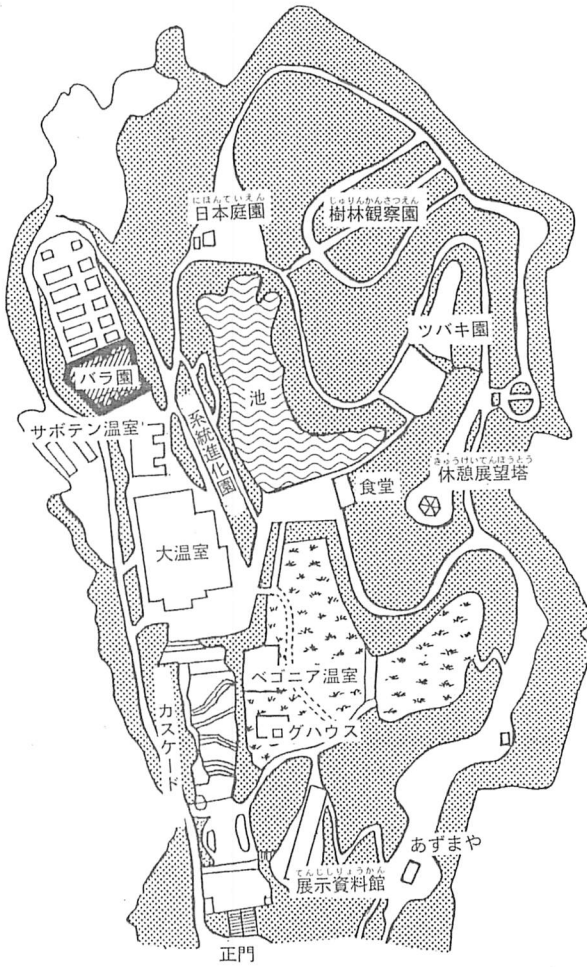 にほんていえん
日本庭園
じゅりんかんさつえん
樹林観察園
ツバキ園
バラ園
池
系統進化園
サボテン温室
きゅうけいてんぼうとう
休憩展望塔
食堂
大温室
ベゴニア温室
カスケード
ログハウス
あずまや
てんじしりょうかん
展示資料館
正門